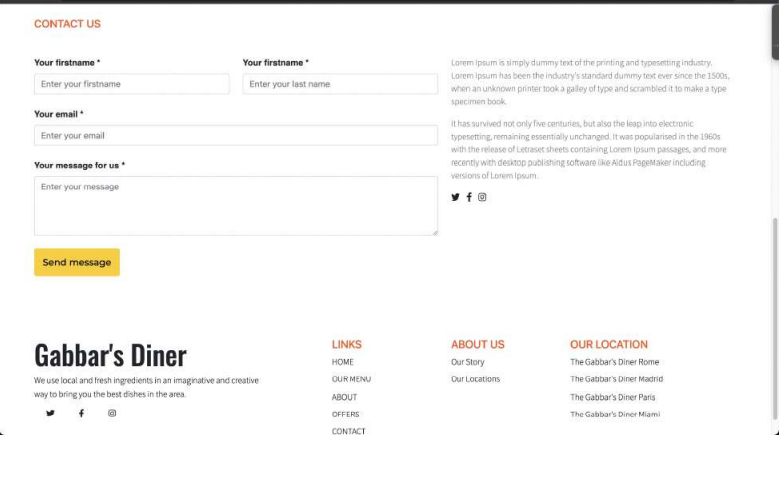 CONTACT US
Your firstname *
Your firstname *
Enter your firstname
Enter your last name
Your email *
Enter your email
Your message for us *
Enter your message
Send message
Lorem Ipsum is simply dummy text of the printing and typesetting industry.
Lorem Ipsum has been the industry's standard dummy text ever since the 1500s,
when an unknown printer took a galley of type and scrambled it to make a type
specimen book.
It has survived not only five centuries, but also the leap into electronic
typesetting, remaining essentially unchanged. It was popularised in the 1960s
with the release of Letraset sheets containing Lorem Ipsum passages, and more
recently with desktop publishing software like Aldus PageMaker including
versions of Lorem Ipsum.
Gabbar's Diner
We use local and fresh ingredients in an imaginative and creative
way to bring you the best dishes in the area.
LINKS
HOME
OUR MENU
ABOUT
OFFERS
CONTACT
ABOUT US
Our Story
Our Locations
OUR LOCATION
The Gabbar's Diner Rome
The Gabbar's Diner Madrid
The Gabbar's Diner Paris
The Gabbar's Diner Miami